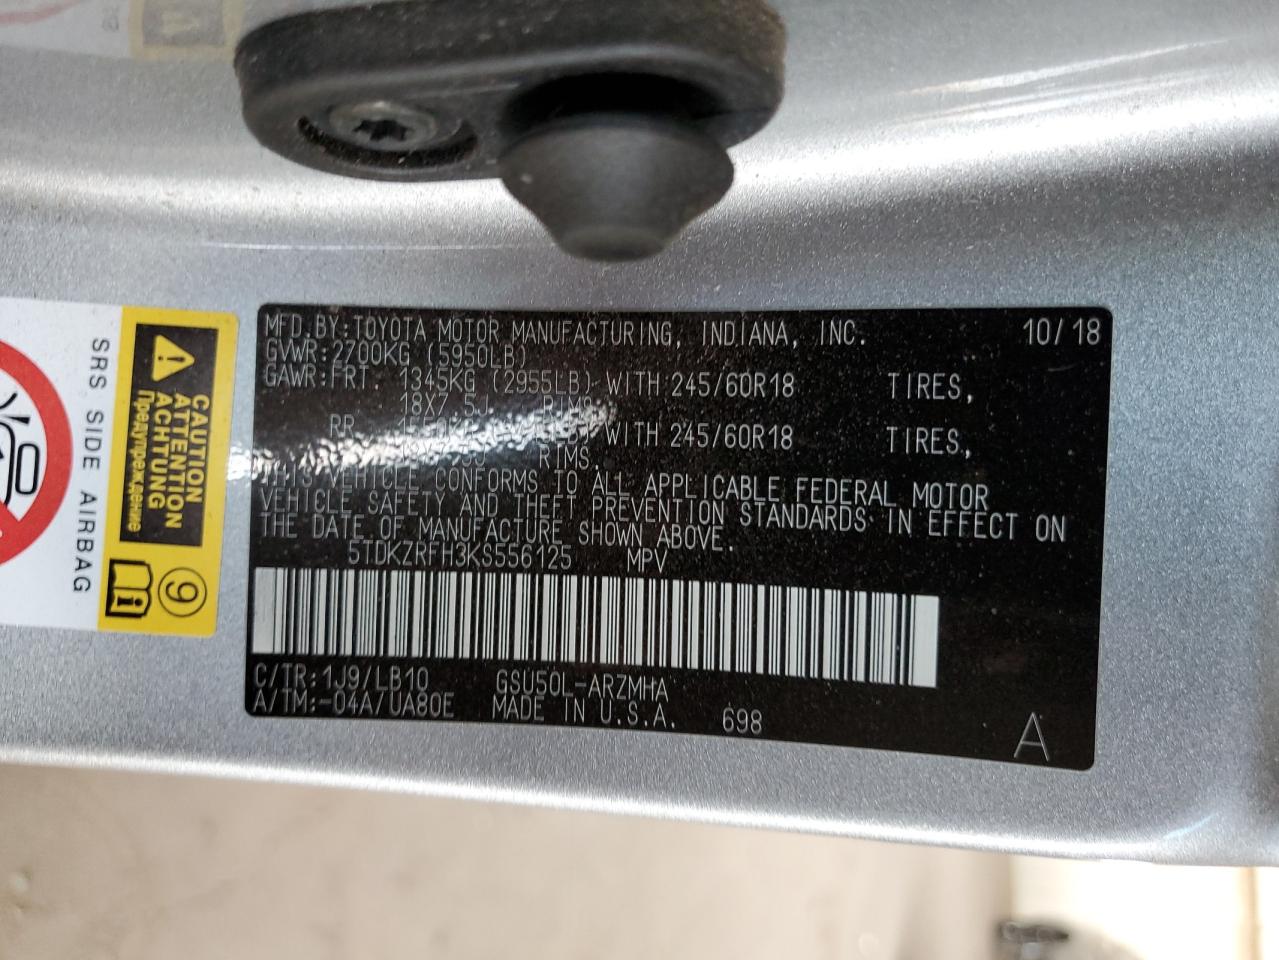 MFD.BY:TOYOTA MOTOR MANUFACTURING, INDIANA, INC. 10/18
GVWR:2700KG (5950LB)
GAWR:FRT. 1345KG (2955LB) WITH 245/60R18 TIRES,
18X7.5J RIMS
RR. WITH 245/60R18 TIRES,
RIMS.
THIS VEHICLE CONFORMS TO ALL APPLICABLE FEDERAL MOTOR
VEHICLE SAFETY AND THEFT PREVENTION STANDARDS IN EFFECT ON
THE DATE OF MANUFACTURE SHOWN ABOVE.
5TDKZRFH3KS556125 MPV
C/TR:1J9/LB10 GSU50L-ARZMHA
A/TM:-04A/UA80E MADE IN U.S.A. 698
A
CAUTION
ATTENTION
ACHTUNG
Предупреждение
9
i
SRS SIDE AIRBAG